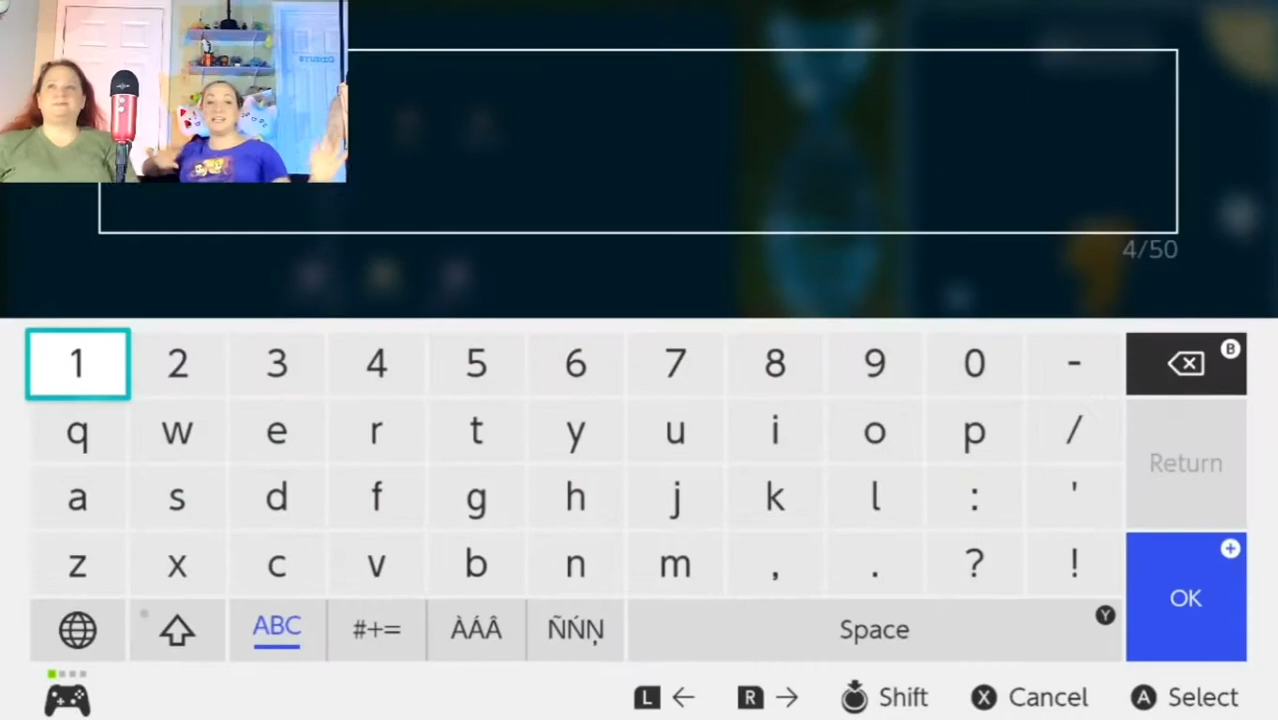 STUDIO
4/50
1 2 3 4 5 6 7 8 9 0 - B
q w e r t y u i o p / Return
a s d f g h j k l : '
z x c v b n m , . ? ! + OK
ABC #+= ÀÁÂ ÑŃŅ Space Y
L ← R → Shift X Cancel A Select